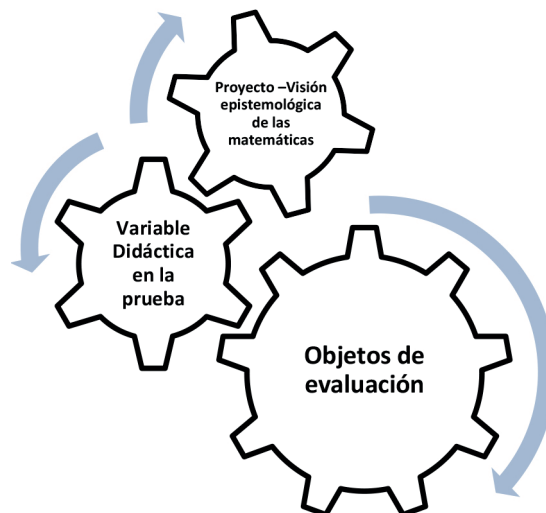 Proyecto –Visión
epistemológica
de las
matemáticas
Variable
Didáctica
en la
prueba
Objetos de
evaluación